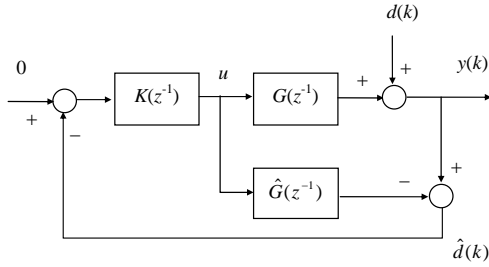 d(k)
0
u
y(k)
K(z⁻¹)
G(z⁻¹)
+
+
+
−
+
Ĝ(z⁻¹)
−
d̂(k)